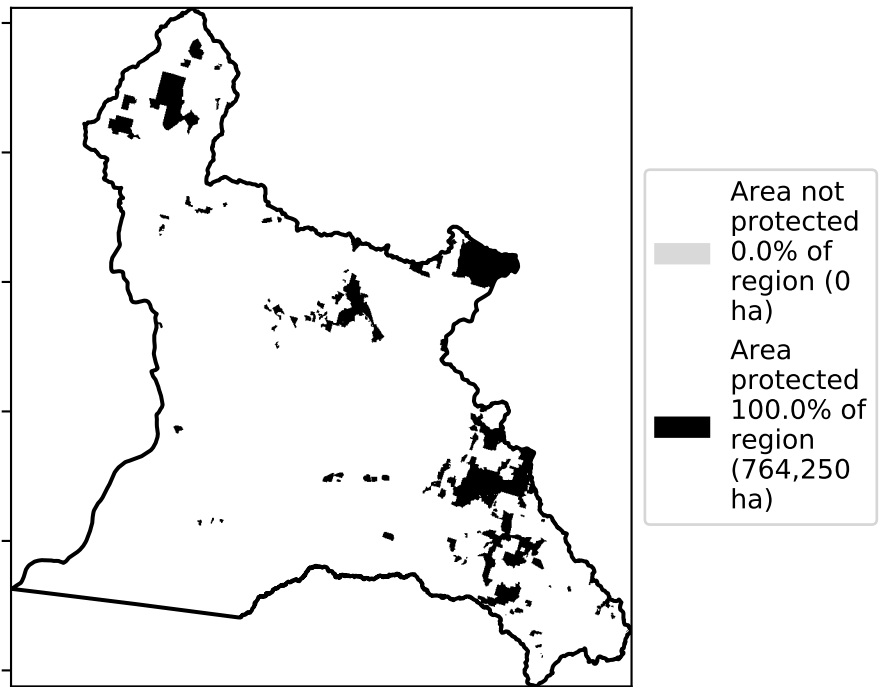 Area not
protected
0.0% of
region (0
ha)
Area
protected
100.0% of
region
(764,250
ha)